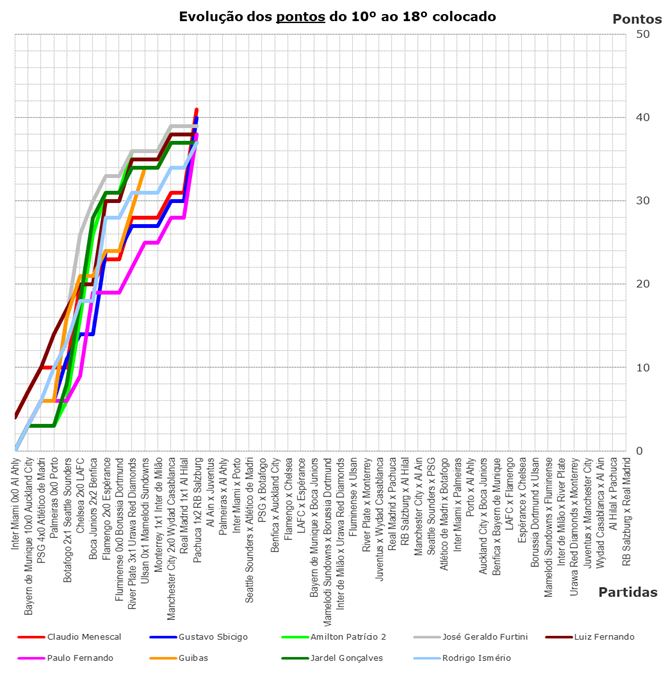 Evolução dos pontos do 10º ao 18º colocado
Pontos
50
40
30
20
10
0
Inter Miami 0x0 Al Ahly
Bayern de Munique 10x0 Auckland City
PSG 4x0 Atlético de Madri
Palmeiras 0x0 Porto
Botafogo 2x1 Seattle Sounders
Chelsea 2x0 LAFC
Boca Juniors 2x2 Benfica
Flamengo 2x0 Espérance
Fluminense 0x0 Borussia Dortmund
River Plate 3x1 Urawa Red Diamonds
Ulsan 0x1 Mamelodi Sundowns
Monterrey 1x1 Inter de Milão
Manchester City 2x0 Wydad Casablanca
Real Madrid 1x1 Al Hilal
Pachuca 1x2 RB Salzburg
Al Ain x Juventus
Palmeiras x Al Ahly
Inter Miami x Porto
Seattle Sounders x Atlético de Madri
PSG x Botafogo
Benfica x Auckland City
Flamengo x Chelsea
LAFC x Espérance
Bayern de Munique x Boca Juniors
Mamelodi Sundowns x Borussia Dortmund
Inter de Milão x Urawa Red Diamonds
Fluminense x Ulsan
River Plate x Monterrey
Juventus x Wydad Casablanca
Real Madrid x Pachuca
RB Salzburg x Al Hilal
Manchester City x Al Ain
Seattle Sounders x PSG
Atlético de Madri x Botafogo
Inter Miami x Palmeiras
Porto x Al Ahly
Auckland City x Boca Juniors
Benfica x Bayern de Munique
LAFC x Flamengo
Espérance x Chelsea
Borussia Dortmund x Ulsan
Mamelodi Sundowns x Fluminense
Inter de Milão x River Plate
Urawa Red Diamonds x Monterrey
Juventus x Manchester City
Wydad Casablanca x Al Ain
Al Hilal x Pachuca
RB Salzburg x Real Madrid
Partidas
Claudio Menescal
Gustavo Sbicigo
Amilton Patrício 2
José Geraldo Furtini
Luiz Fernando
Paulo Fernando
Guibas
Jardel Gonçalves
Rodrigo Ismério